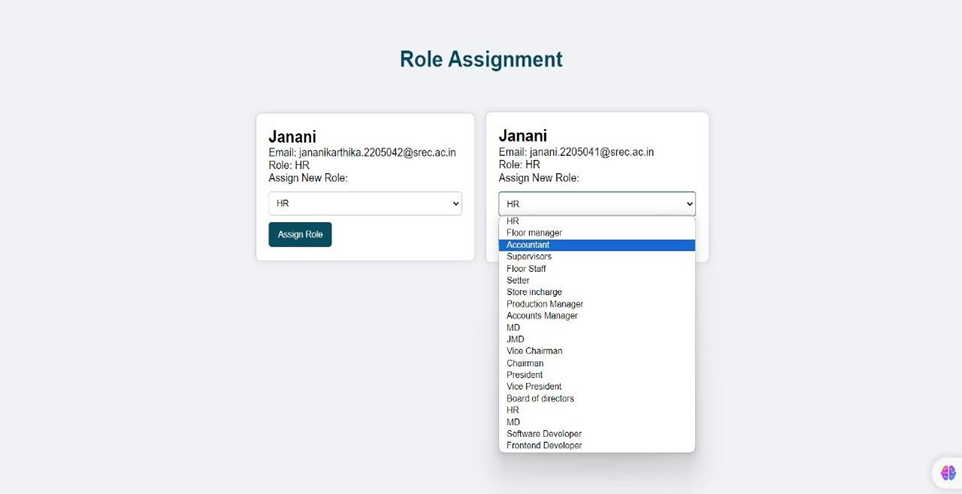 Role Assignment
Janani
Email: jananikarthika.2205042@srec.ac.in
Role: HR
Assign New Role:
HR
Assign Role
Janani
Email: janani.2205041@srec.ac.in
Role: HR
Assign New Role:
HR
HR
Floor manager
Accountant
Supervisors
Floor Staff
Setter
Store incharge
Production Manager
Accounts Manager
MD
JMD
Vice Chairman
Chairman
President
Vice President
Board of directors
HR
MD
Software Developer
Frontend Developer